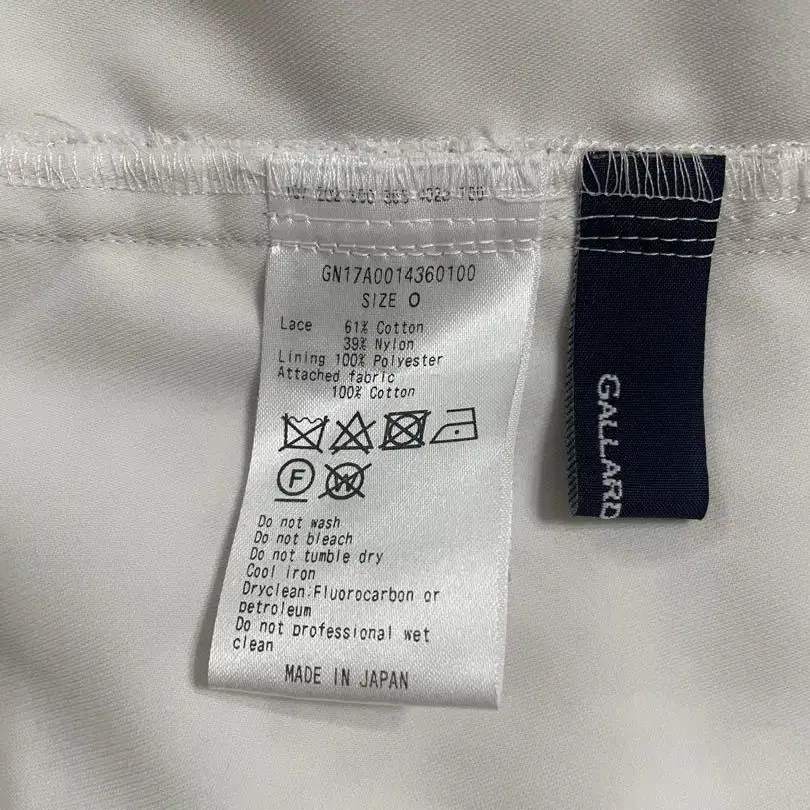 GN17A0014360100
SIZE O
Lace 61% Cotton
39% Nylon
Lining 100% Polyester
Attached fabric
100% Cotton
F
W
Do not wash
Do not bleach
Do not tumble dry
Cool iron
Dryclean:Fluorocarbon or
petroleum
Do not professional wet
clean
MADE IN JAPAN
GALLARD